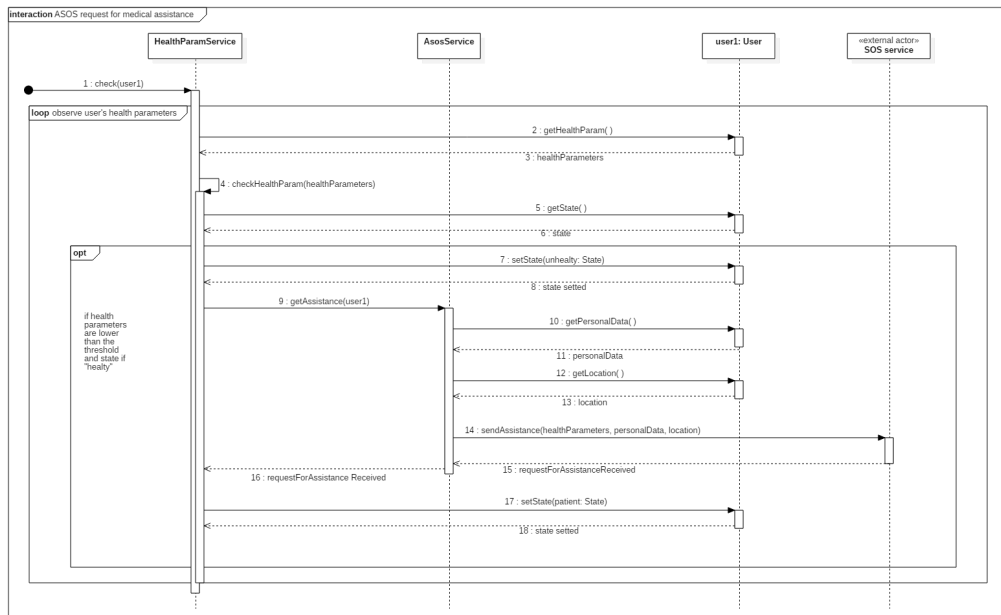 interaction ASOS request for medical assistance
HealthParamService
AsosService
user1: User
«external actor»
SOS service
1 : check(user1)
loop observe user's health parameters
2 : getHealthParam( )
3 : healthParameters
4 : checkHealthParam(healthParameters)
5 : getState( )
6 : state
opt
7 : setState(unhealty: State)
8 : state setted
9 : getAssistance(user1)
if health
parameters
are lower
than the
threshold
and state if
"healty"
10 : getPersonalData( )
11 : personalData
12 : getLocation( )
13 : location
14 : sendAssistance(healthParameters, personalData, location)
15 : requestForAssistanceReceived
16 : requestForAssistance Received
17 : setState(patient: State)
18 : state setted